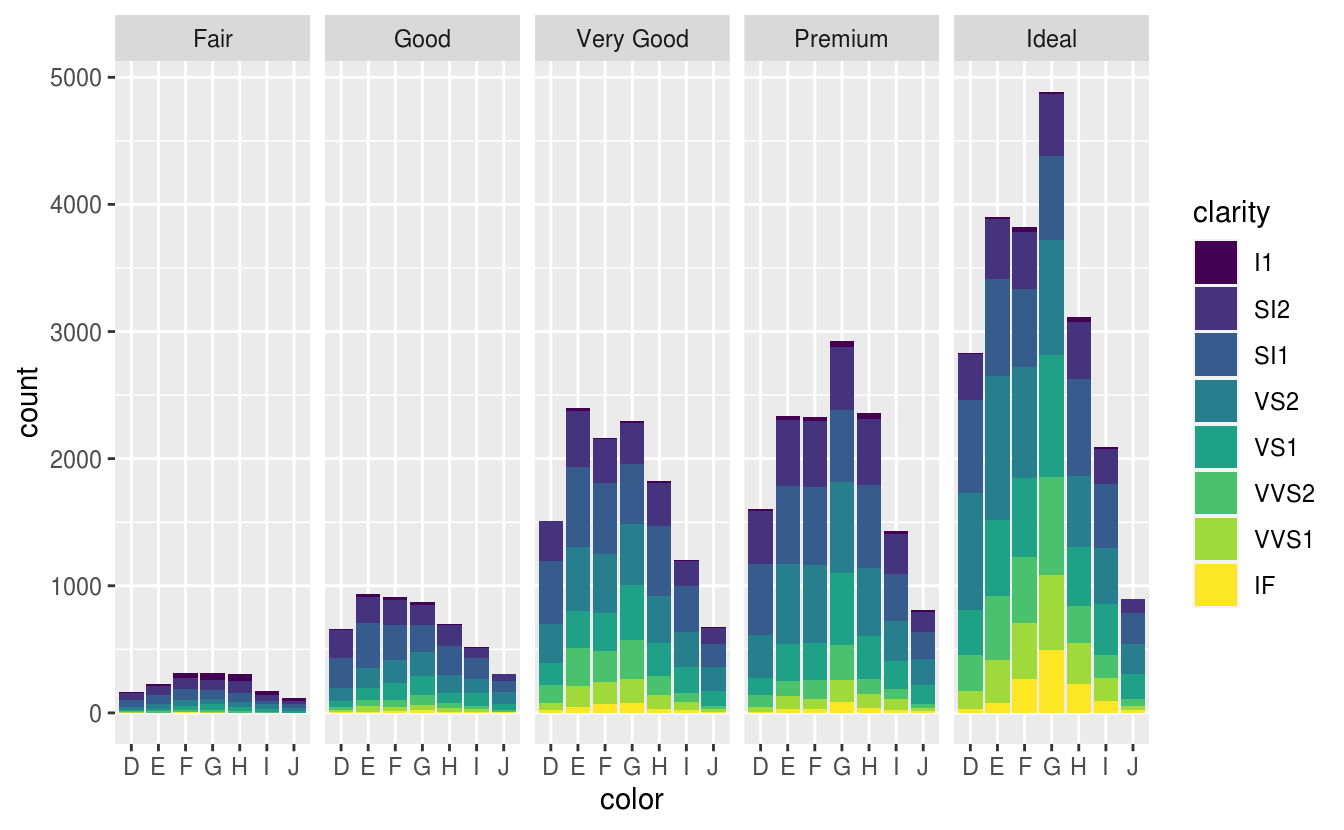 Fair Good Very Good Premium Ideal
5000
4000
3000
2000
1000
0
count
D E F G H I J D E F G H I J D E F G H I J D E F G H I J D E F G H I J
color
clarity
I1
SI2
SI1
VS2
VS1
VVS2
VVS1
IF